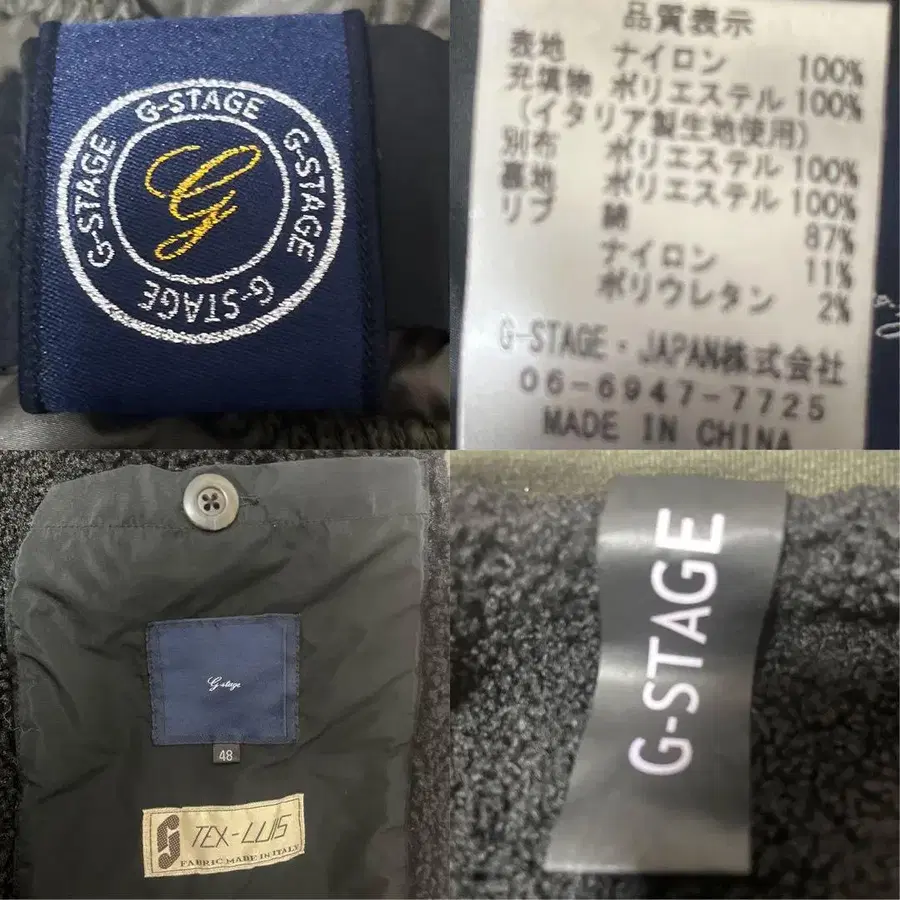 G-STAGE G-STAGE G-STAGE G-STAGE
G
品質表示
表地 ナイロン 100%
充填物 ポリエステル 100%
(イタリア製生地使用)
別布 ポリエステル 100%
裏地 ポリエステル 100%
リブ 綿 87%
ナイロン 11%
ポリウレタン 2%
G-STAGE・JAPAN株式会社
06-6947-7725
MADE IN CHINA
G-stage
48
TEX-LUIS
FABRIC MADE IN ITALY
G-STAGE